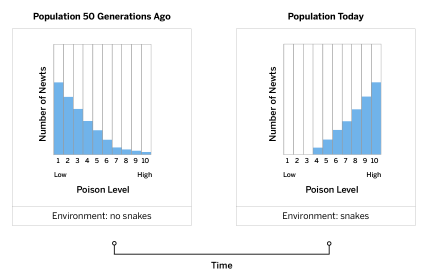 Population 50 Generations Ago
Number of Newts
1 2 3 4 5 6 7 8 9 10
Low High
Poison Level
Environment: no snakes
Population Today
Number of Newts
1 2 3 4 5 6 7 8 9 10
Low High
Poison Level
Environment: snakes
Time